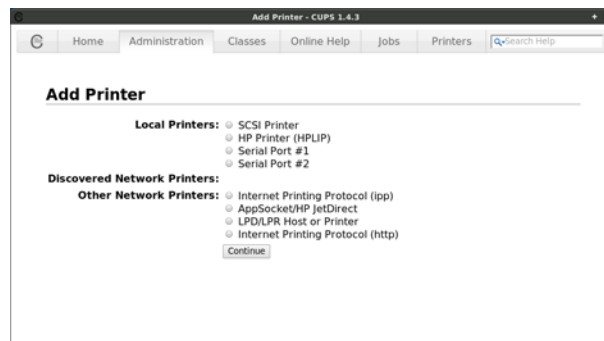 Add Printer - CUPS 1.4.3
Home Administration Classes Online Help Jobs Printers Search Help
Add Printer
Local Printers: SCSI Printer
HP Printer (HPLIP)
Serial Port #1
Serial Port #2
Discovered Network Printers:
Other Network Printers: Internet Printing Protocol (ipp)
AppSocket/HP JetDirect
LPD/LPR Host or Printer
Internet Printing Protocol (http)
Continue